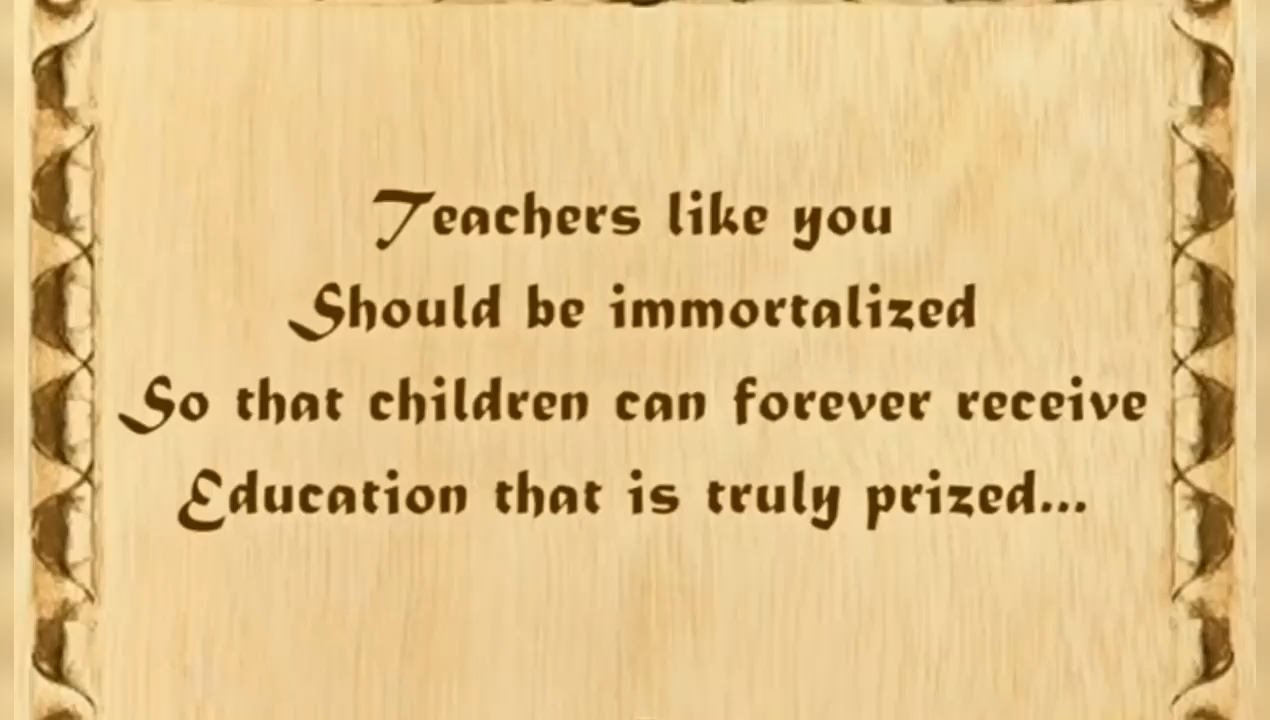 Teachers like you
Should be immortalized
So that children can forever receive
Education that is truly prized...